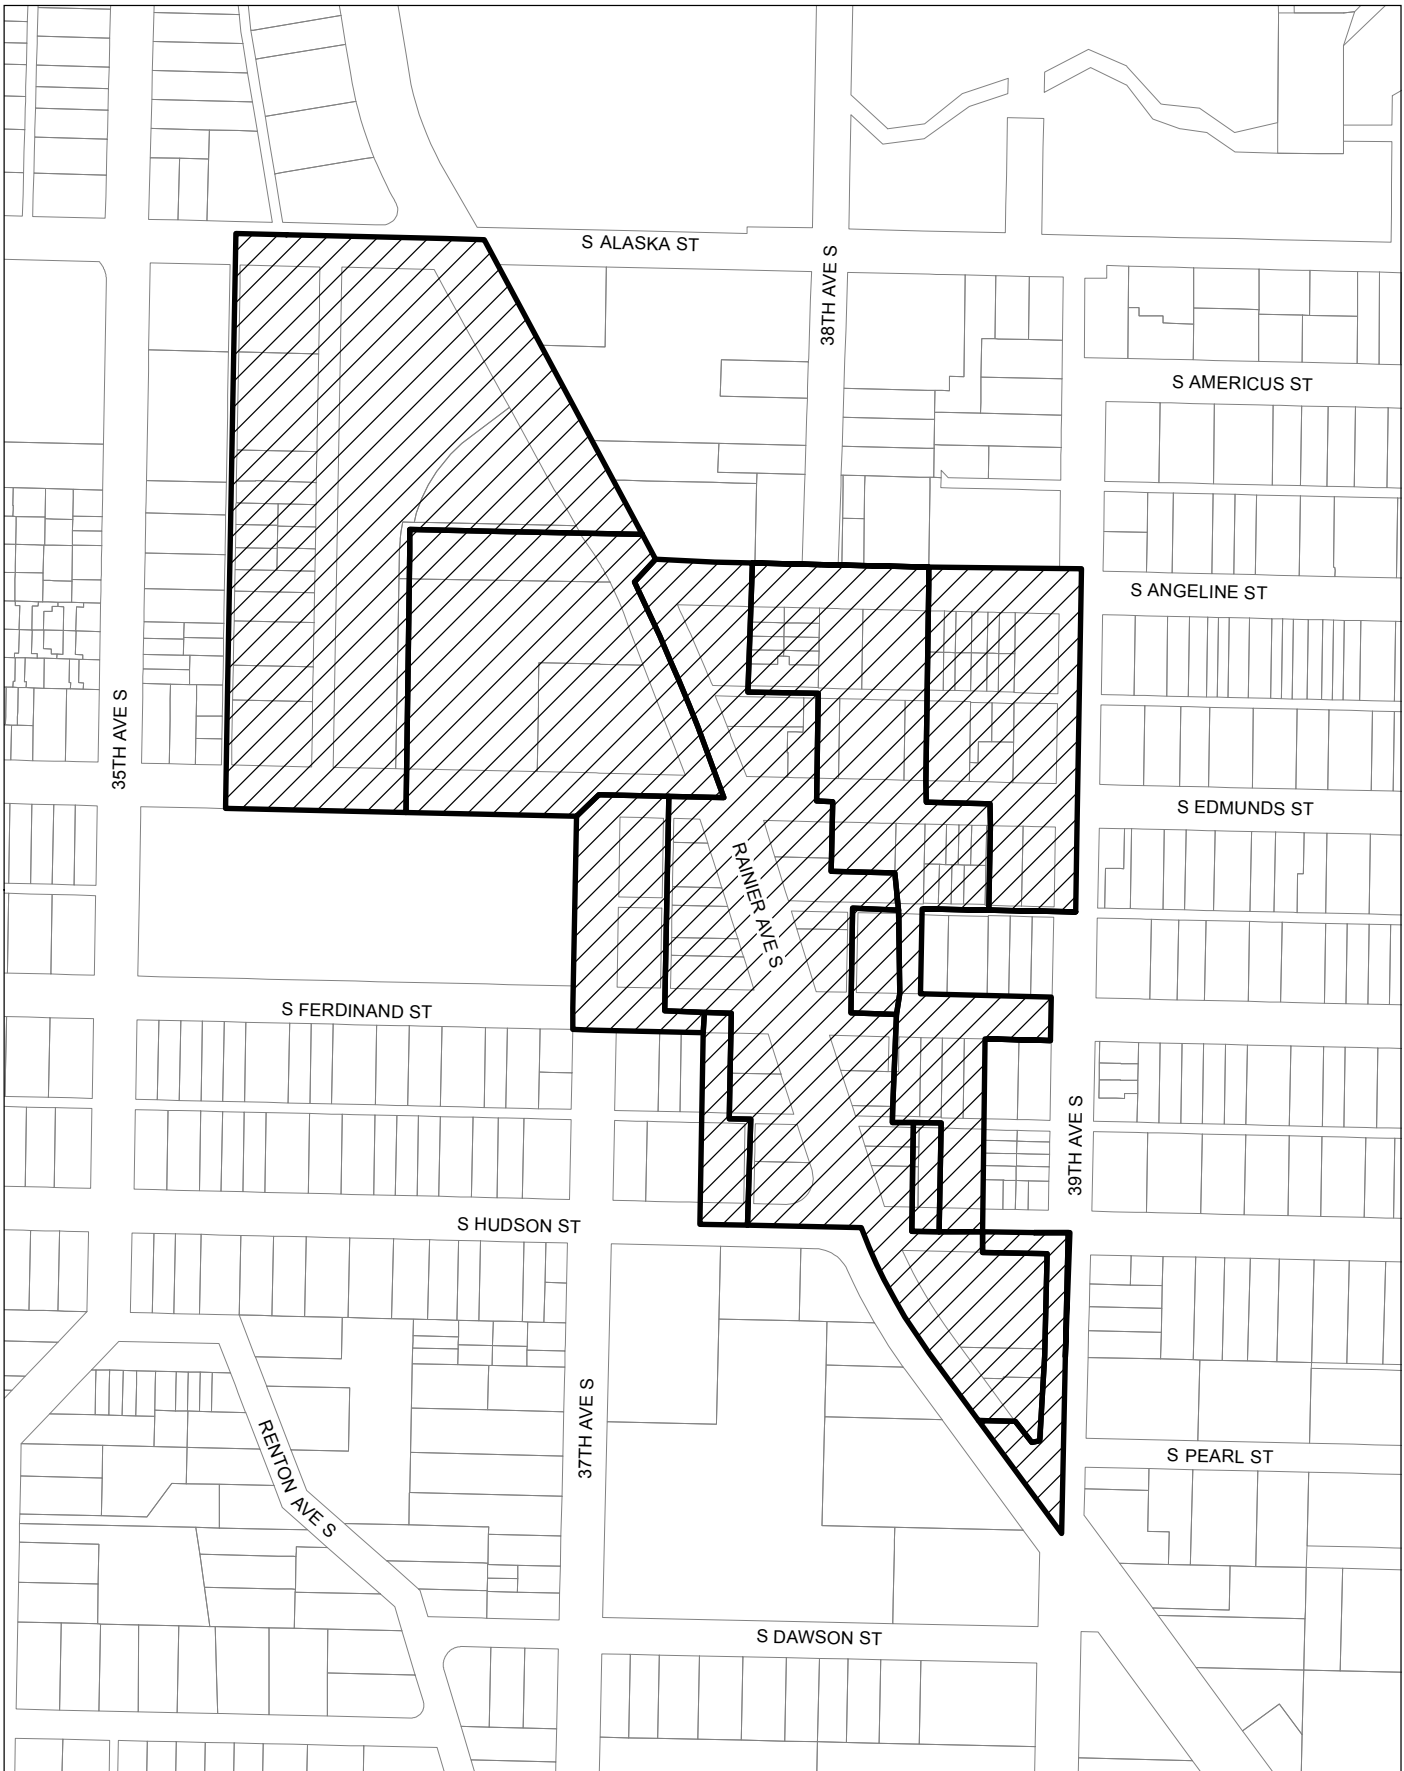 S ALASKA ST
38TH AVE S
S AMERICUS ST
S ANGELINE ST
35TH AVE S
S EDMUNDS ST
RAINIER AVE S
S FERDINAND ST
39TH AVE S
S HUDSON ST
37TH AVE S
RENTON AVE S
S PEARL ST
S DAWSON ST